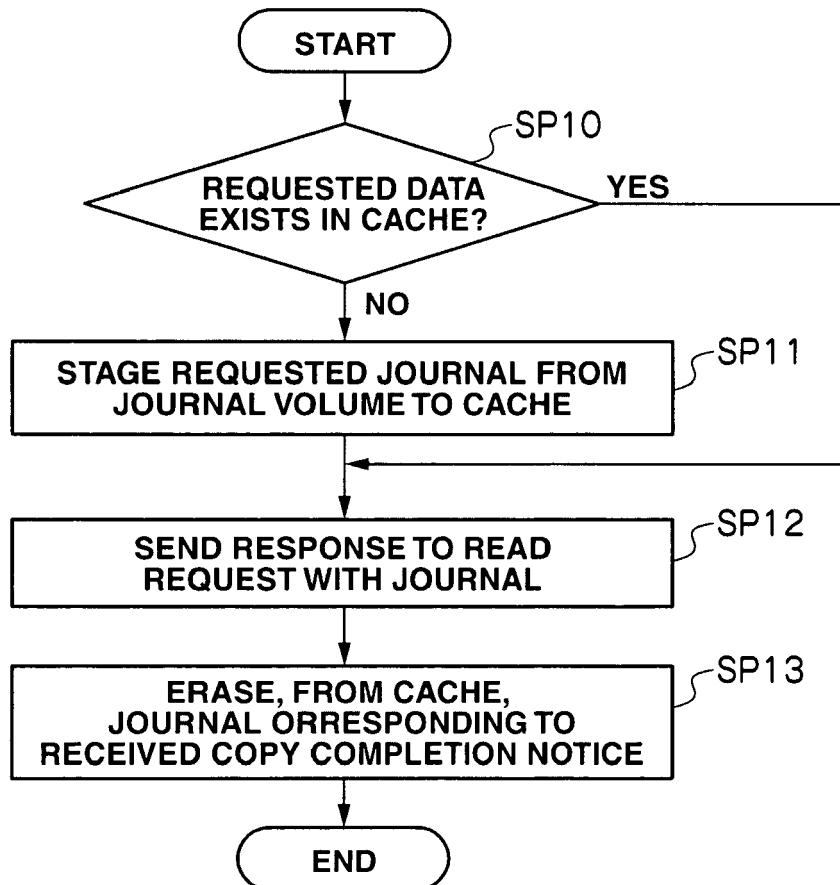 START
SP10
REQUESTED DATA
EXISTS IN CACHE?
YES
NO
SP11
STAGE REQUESTED JOURNAL FROM
JOURNAL VOLUME TO CACHE
SP12
SEND RESPONSE TO READ
REQUEST WITH JOURNAL
SP13
ERASE, FROM CACHE,
JOURNAL ORRESPONDING TO
RECEIVED COPY COMPLETION NOTICE
END